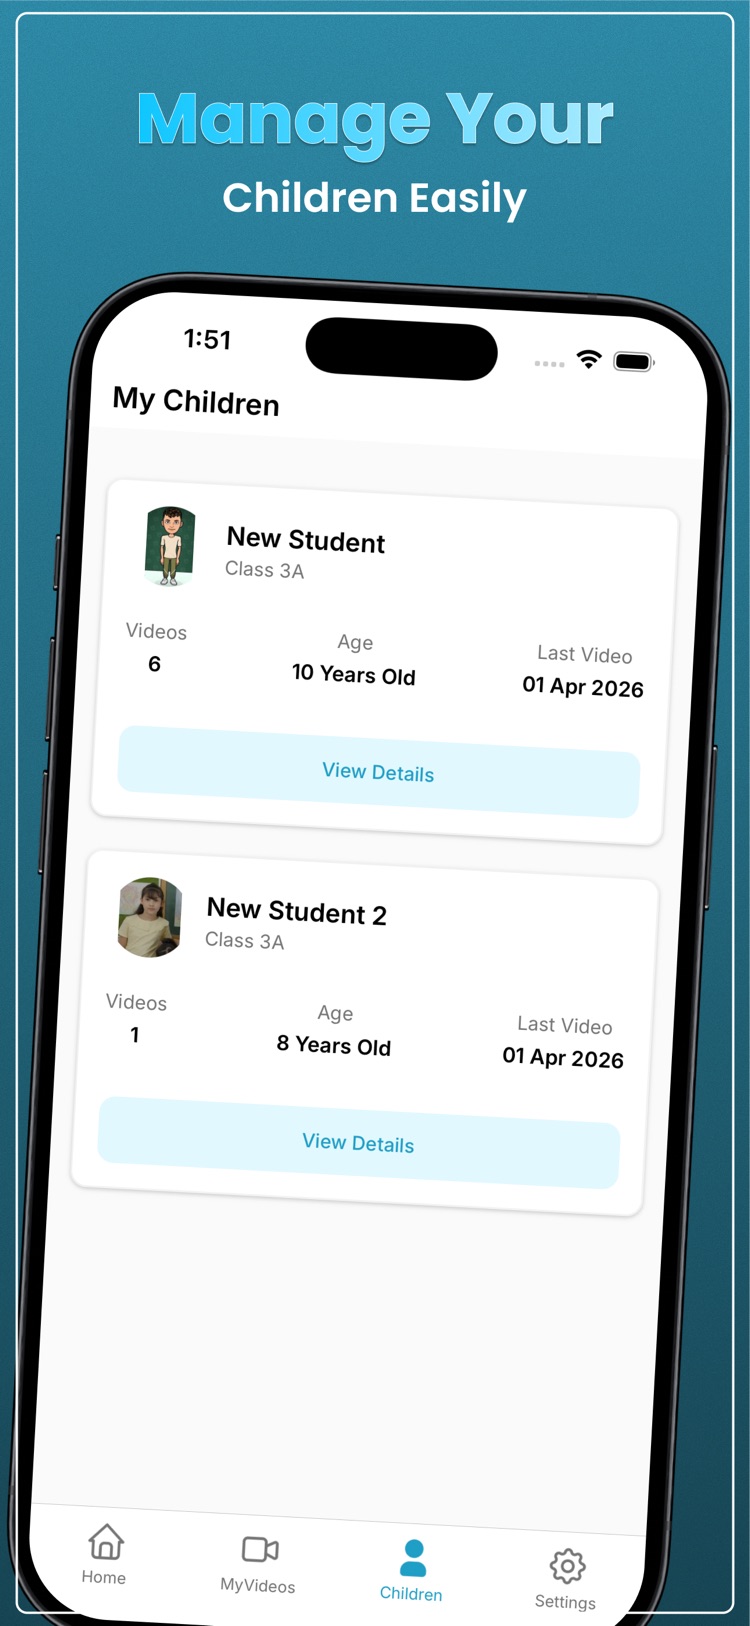 Manage Your
Children Easily
1:51
My Children
New Student
Class 3A
Videos
Age
Last Video
6
10 Years Old
01 Apr 2026
View Details
New Student 2
Class 3A
Videos
Age
Last Video
1
8 Years Old
01 Apr 2026
View Details
Home
MyVideos
Children
Settings